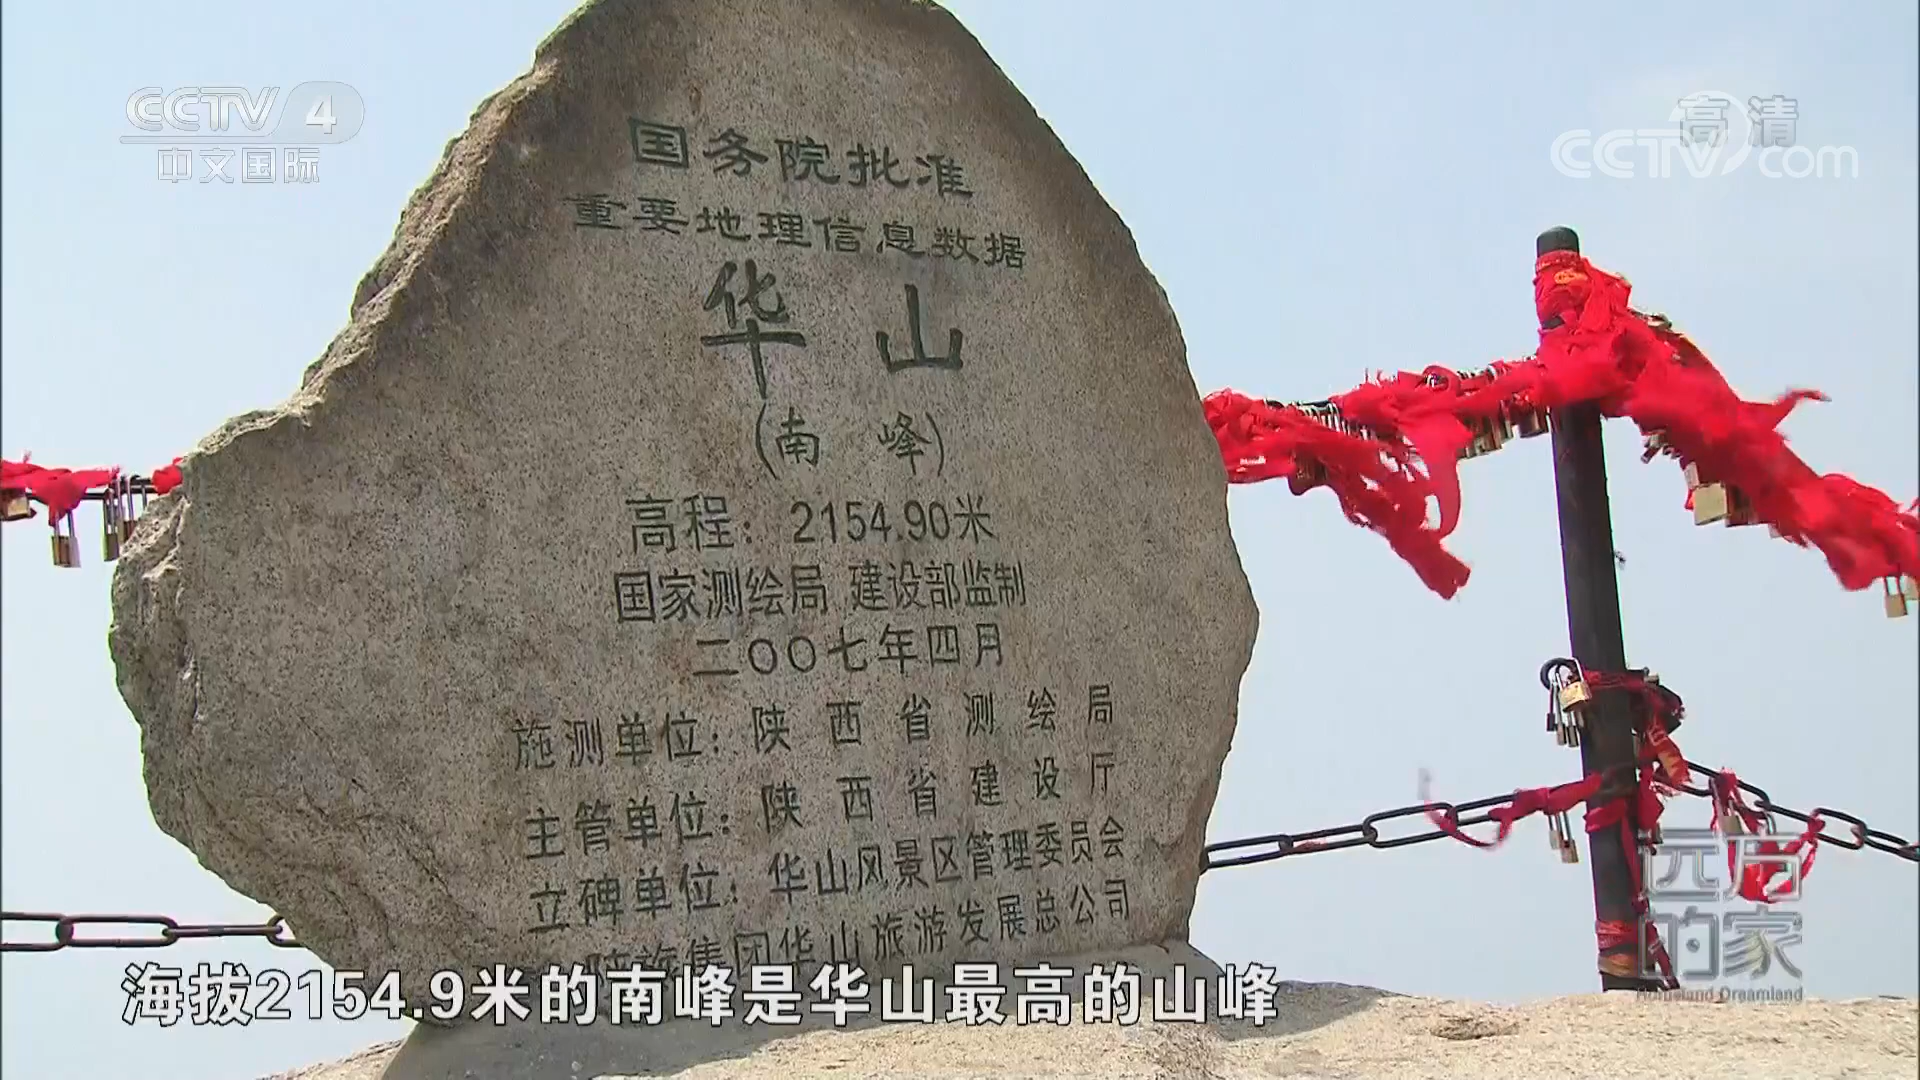 CCTV 4
中文国际
高清
CCTV.com
国务院批准
重要地理信息数据
华山
(南峰)
高程：2154.90米
国家测绘局 建设部监制
二〇〇七年四月
施测单位：陕西省测绘局
主管单位：陕西省建设厅
立碑单位：华山风景区管理委员会
陕旅集团华山旅游发展总公司
远方的家
Homeland Dreamland
海拔2154.9米的南峰是华山最高的山峰